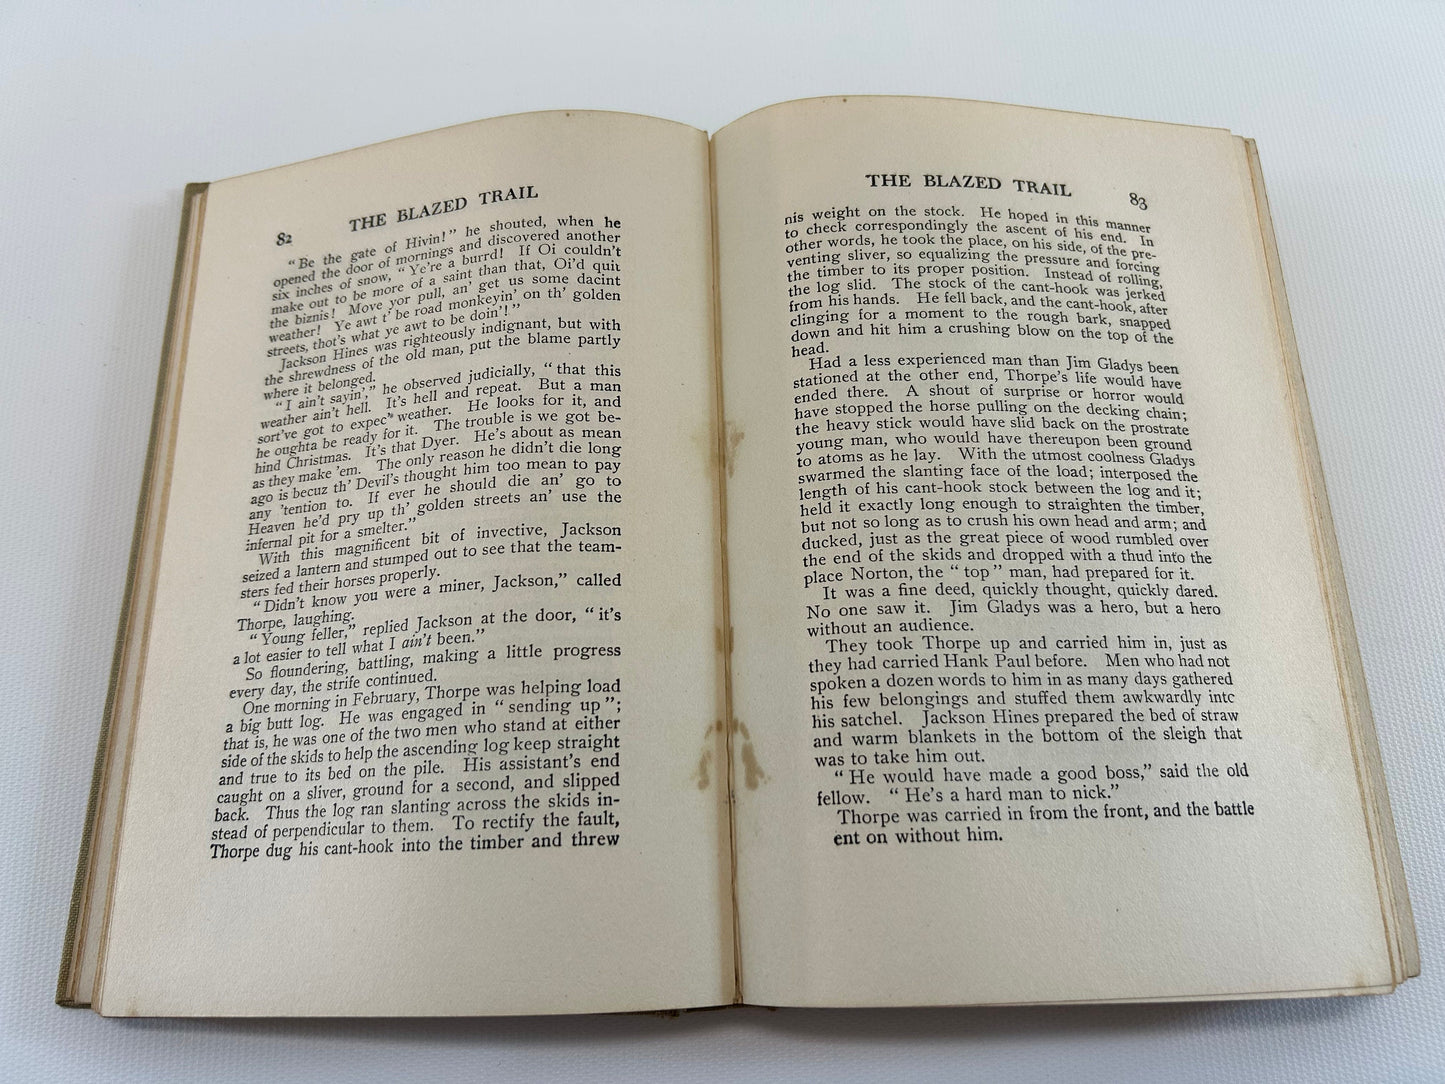 82 THE BLAZED TRAIL
"Be the gate of Hivin!" he shouted, when he
opened the door of mornings and discovered another
six inches of snow, "Ye're a burrd! If Oi couldn't
make out to be more of a saint than that, Oi'd quit
the biznis! Move yor pull, an' get us some dacint
weather! Ye awt t' be road monkeyin' on th' golden
streets, thot's what ye awt to be doin'!"
Jackson Hines was righteously indignant, but with
the shrewdness of the old man, put the blame partly
where it belonged.
"I ain't sayin'," he observed judicially, "that this
weather ain't hell. It's hell and repeat. But a man
sort've got to expec' weather. He looks for it, and
he oughta be ready for it. The trouble is we got be-
hind Christmas. It's that Dyer. He's about as mean
as they make 'em. The only reason he didn't die long
ago is becuz th' Devil's thought him too mean to pay
any 'tention to. If ever he should die an' go to
Heaven he'd pry up th' golden streets an' use the
infernal pit for a smelter."
With this magnificent bit of invective, Jackson
seized a lantern and stumped out to see that the team-
sters fed their horses properly.
"Didn't know you were a miner, Jackson," called
Thorpe, laughing.
"Young feller," replied Jackson at the door, "it's
a lot easier to tell what I ain't been."
So floundering, battling, making a little progress
every day, the strife continued.
One morning in February, Thorpe was helping load
a big butt log. He was engaged in "sending up";
that is, he was one of the two men who stand at either
side of the skids to help the ascending log keep straight
and true to its bed on the pile. His assistant's end
caught on a sliver, ground for a second, and slipped
back. Thus the log ran slanting across the skids in-
stead of perpendicular to them. To rectify the fault,
Thorpe dug his cant-hook into the timber and threw
THE BLAZED TRAIL 83
his weight on the stock. He hoped in this manner
to check correspondingly the ascent of his end. In
other words, he took the place, on his side, of the pre-
venting sliver, so equalizing the pressure and forcing
the timber to its proper position. Instead of rolling,
the log slid. The stock of the cant-hook was jerked
from his hands. He fell back, and the cant-hook, after
clinging for a moment to the rough bark, snapped
down and hit him a crushing blow on the top of the
head.
Had a less experienced man than Jim Gladys been
stationed at the other end, Thorpe's life would have
ended there. A shout of surprise or horror would
have stopped the horse pulling on the decking chain;
the heavy stick would have slid back on the prostrate
young man, who would have thereupon been ground
to atoms as he lay. With the utmost coolness Gladys
swarmed the slanting face of the load; interposed the
length of his cant-hook stock between the log and it;
held it exactly long enough to straighten the timber,
but not so long as to crush his own head and arm; and
ducked, just as the great piece of wood rumbled over
the end of the skids and dropped with a thud into the
place Norton, the "top" man, had prepared for it.
It was a fine deed, quickly thought, quickly dared.
No one saw it. Jim Gladys was a hero, but a hero
without an audience.
They took Thorpe up and carried him in, just as
they had carried Hank Paul before. Men who had not
spoken a dozen words to him in as many days gathered
his few belongings and stuffed them awkwardly into
his satchel. Jackson Hines prepared the bed of straw
and warm blankets in the bottom of the sleigh that
was to take him out.
"He would have made a good boss," said the old
fellow. "He's a hard man to nick."
Thorpe was carried in from the front, and the battle
ent on without him.